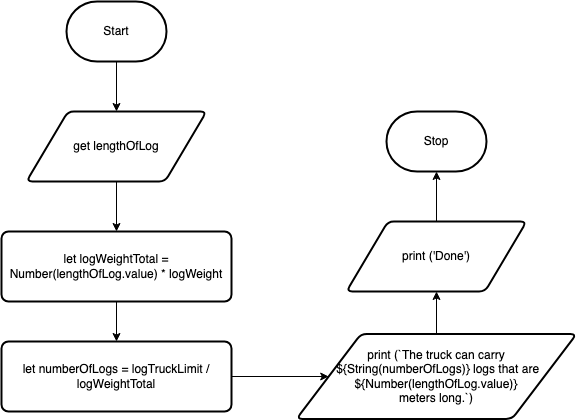 Start
get lengthOfLog
let logWeightTotal =
Number(lengthOfLog.value) * logWeight
let numberOfLogs = logTruckLimit /
logWeightTotal
print (`The truck can carry
${String(numberOfLogs)} logs that are
${Number(lengthOfLog.value)}
meters long.`)
print ('Done')
Stop